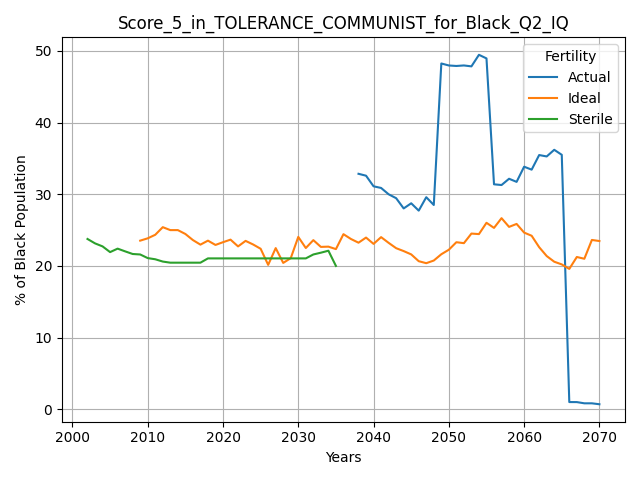 Score_5_in_TOLERANCE_COMMUNIST_for_Black_Q2_IQ
Fertility
Actual
Ideal
Sterile
% of Black Population
50
40
30
20
10
0
2000 2010 2020 2030 2040 2050 2060 2070
Years